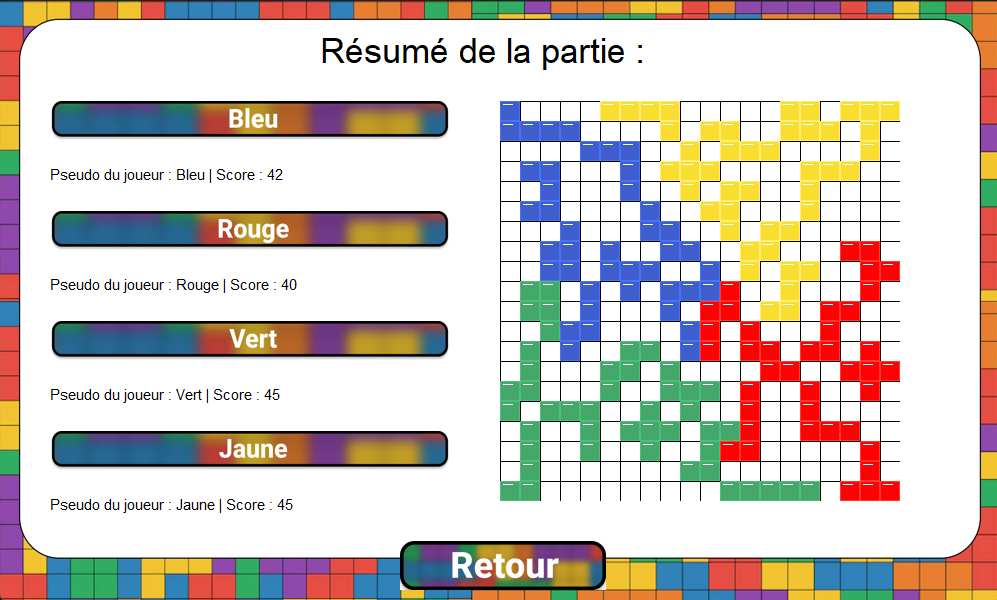 Résumé de la partie :
Bleu
Pseudo du joueur : Bleu | Score : 42
Rouge
Pseudo du joueur : Rouge | Score : 40
Vert
Pseudo du joueur : Vert | Score : 45
Jaune
Pseudo du joueur : Jaune | Score : 45
Retour